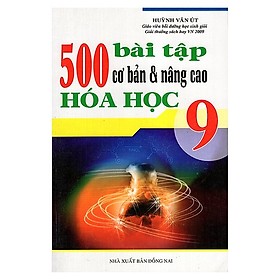 HUỲNH VĂN ÚT
Giáo viên bồi dưỡng học sinh giỏi
Giải thưởng sách hay VN 2008
500 bài tập
cơ bản & nâng cao
HÓA HỌC 9
NHÀ XUẤT BẢN ĐỒNG NAI